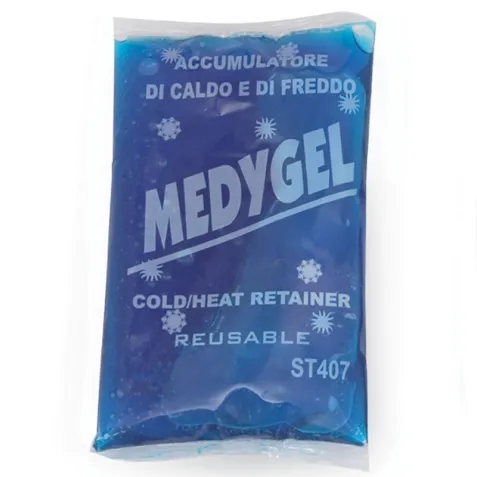 ACCUMULATORE
DI CALDO E DI FREDDO
MEDYGEL
COLD/HEAT RETAINER
REUSABLE
ST407